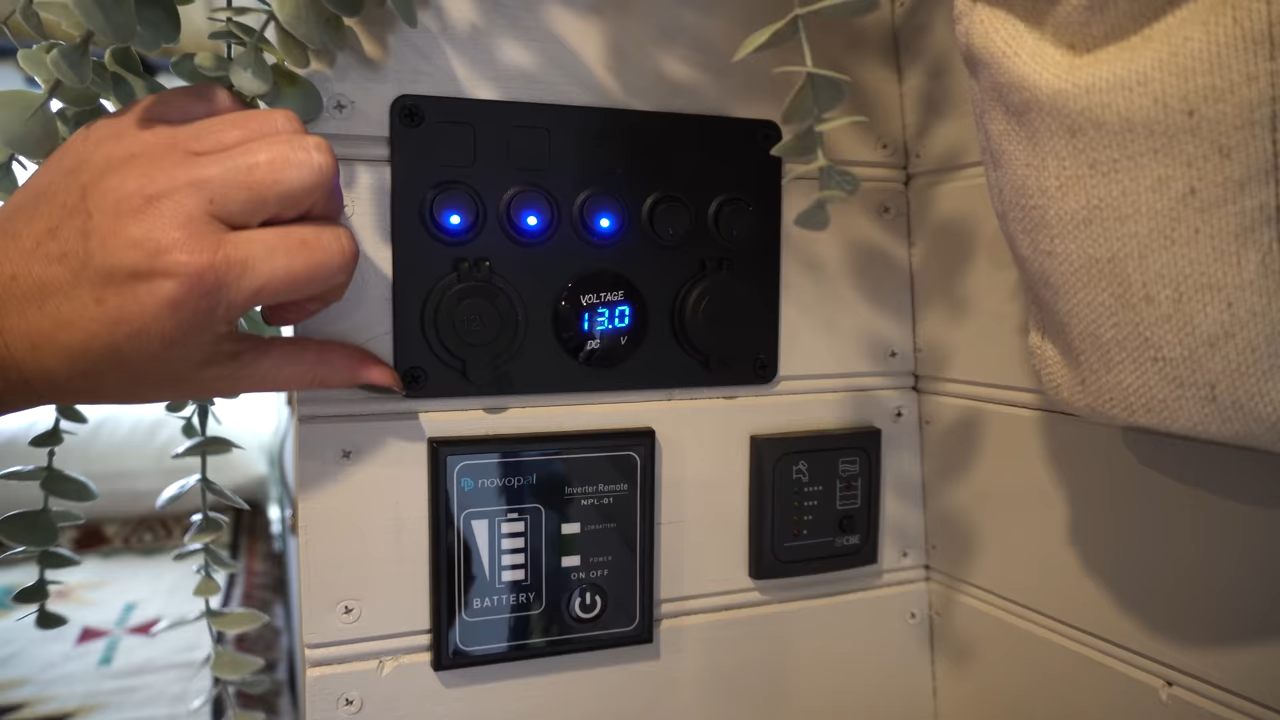 12V
VOLTAGE
13.0
DC V
novopal
Inverter Remote
NPL-01
LOW BATTERY
POWER
ON OFF
BATTERY
CBE